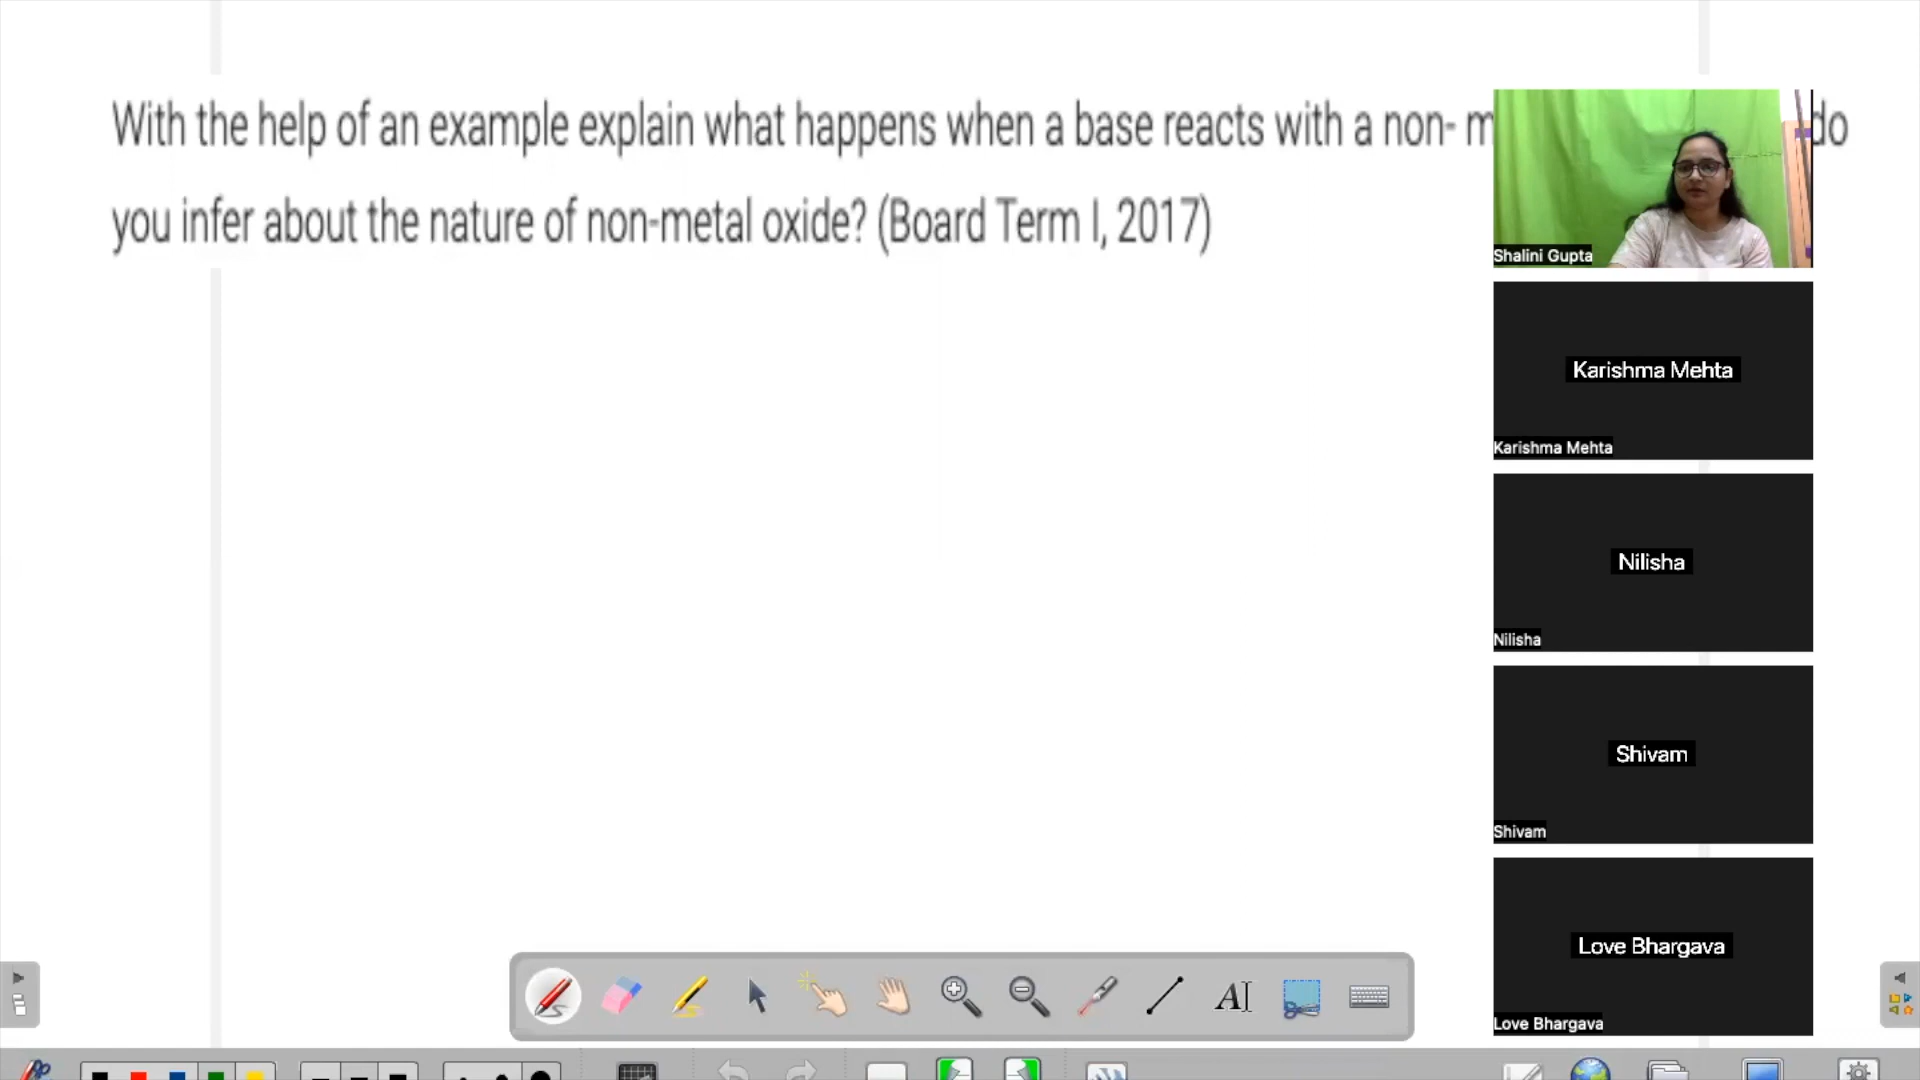 With the help of an example explain what happens when a base reacts with a non- m do
you infer about the nature of non-metal oxide? (Board Term I, 2017)
Shalini Gupta
Karishma Mehta
Karishma Mehta
Nilisha
Nilisha
Shivam
Shivam
Love Bhargava
Love Bhargava
AI